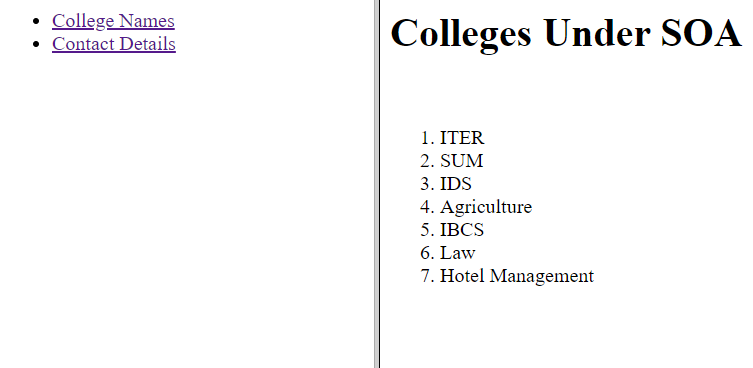 College Names
Contact Details
Colleges Under SOA
1. ITER
2. SUM
3. IDS
4. Agriculture
5. IBCS
6. Law
7. Hotel Management